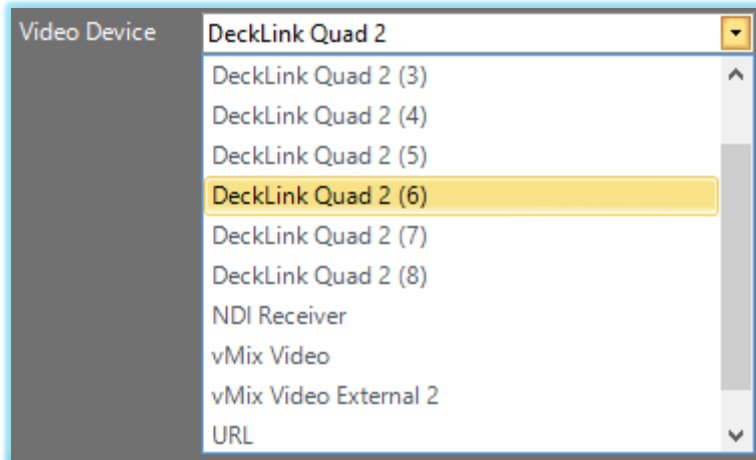 Video Device
DeckLink Quad 2
DeckLink Quad 2 (3)
DeckLink Quad 2 (4)
DeckLink Quad 2 (5)
DeckLink Quad 2 (6)
DeckLink Quad 2 (7)
DeckLink Quad 2 (8)
NDI Receiver
vMix Video
vMix Video External 2
URL